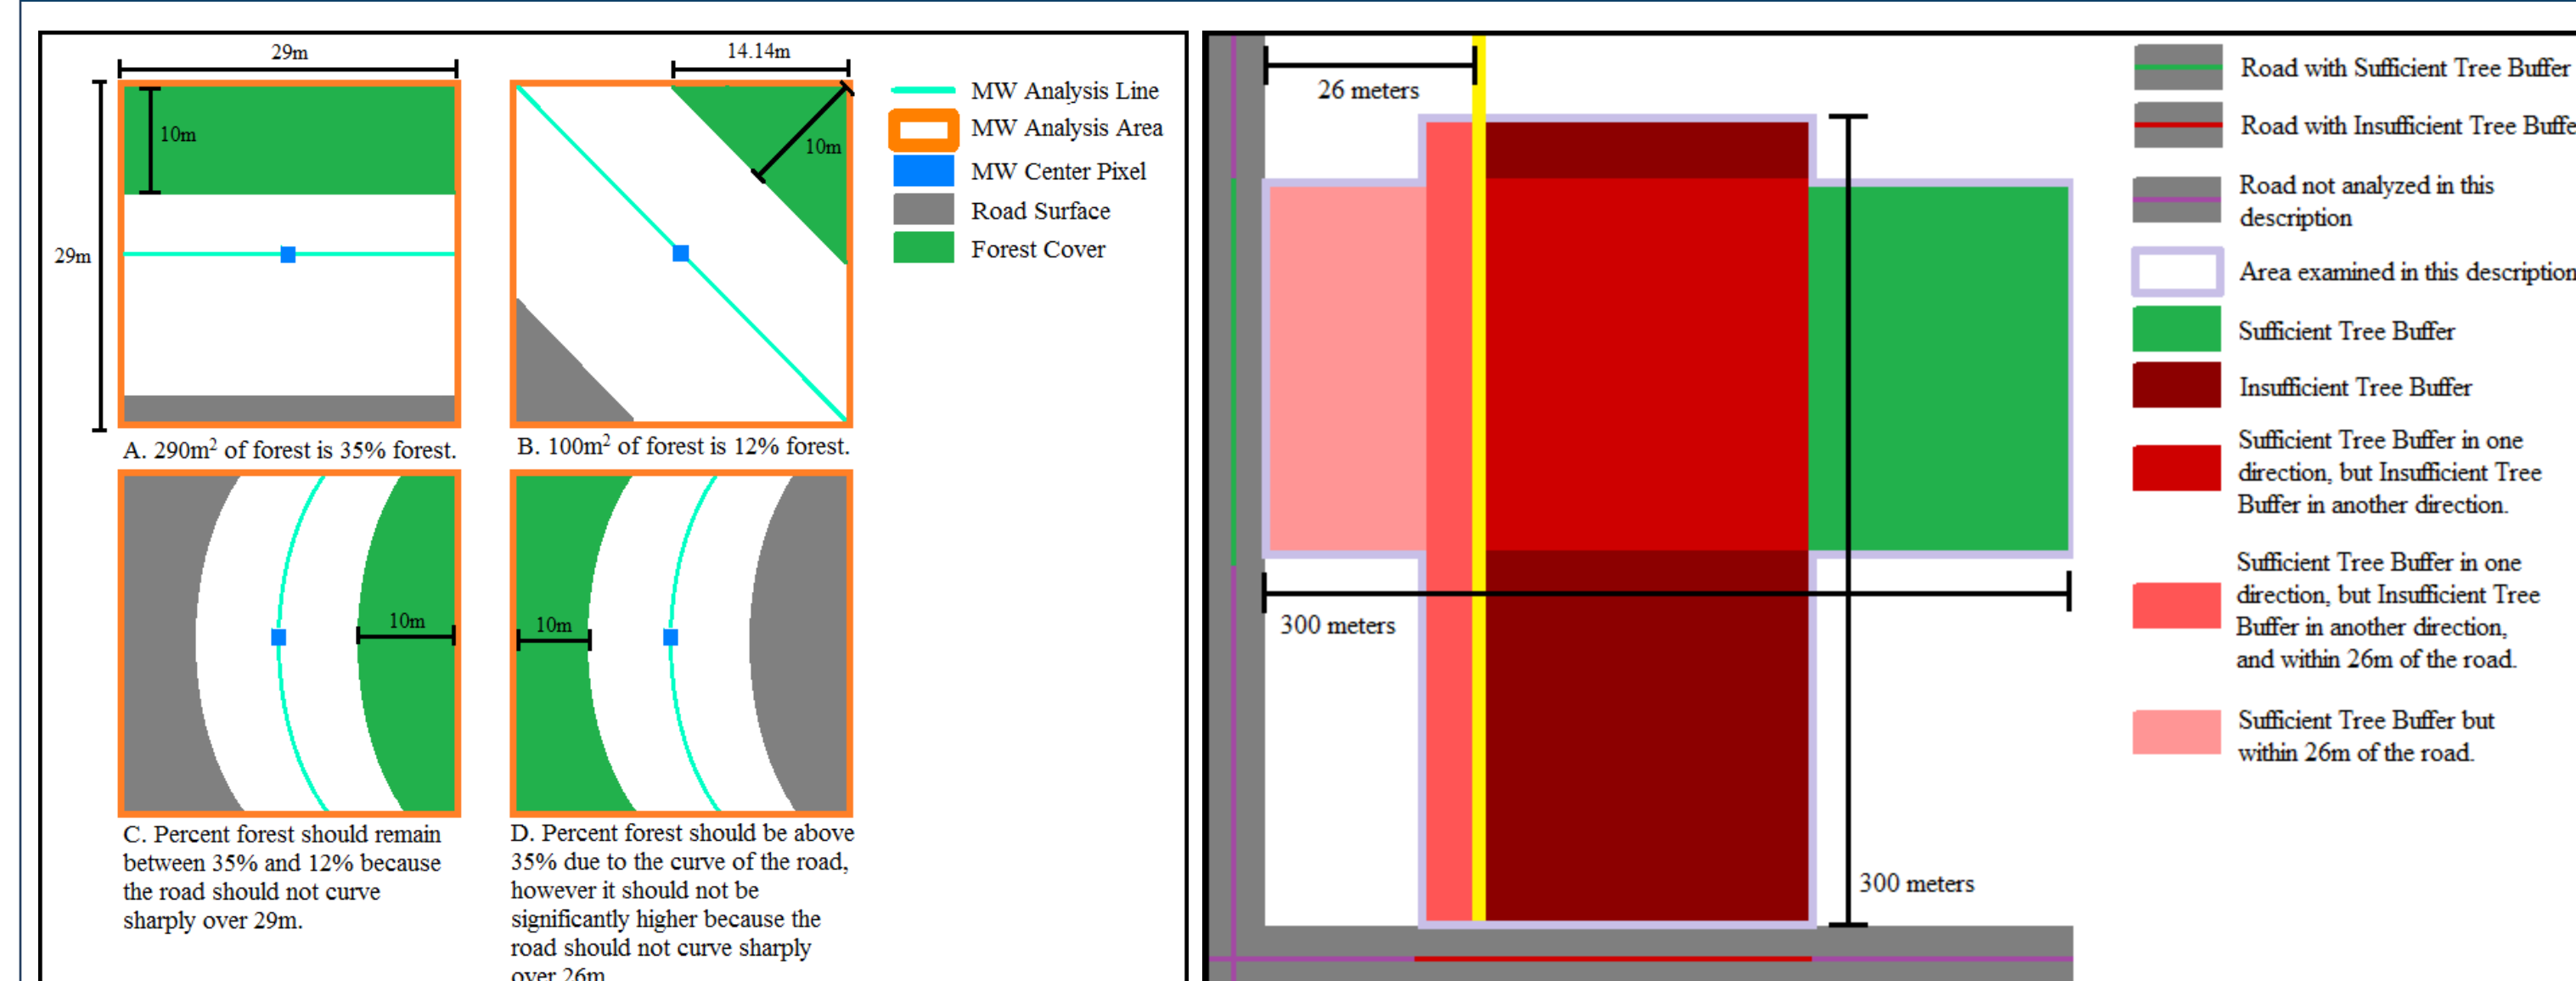 29m
14.14m
10m
10m
29m
MW Analysis Line
MW Analysis Area
MW Center Pixel
Road Surface
Forest Cover
A. 290m² of forest is 35% forest.
B. 100m² of forest is 12% forest.
10m
10m
C. Percent forest should remain
between 35% and 12% because
the road should not curve
sharply over 29m.
D. Percent forest should be above
35% due to the curve of the road,
however it should not be
significantly higher because the
road should not curve sharply
over 26m
26 meters
300 meters
300 meters
Road with Sufficient Tree Buffer
Road with Insufficient Tree Buffe
Road not analyzed in this
description
Area examined in this description
Sufficient Tree Buffer
Insufficient Tree Buffer
Sufficient Tree Buffer in one
direction, but Insufficient Tree
Buffer in another direction.
Sufficient Tree Buffer in one
direction, but Insufficient Tree
Buffer in another direction,
and within 26m of the road.
Sufficient Tree Buffer but
within 26m of the road.